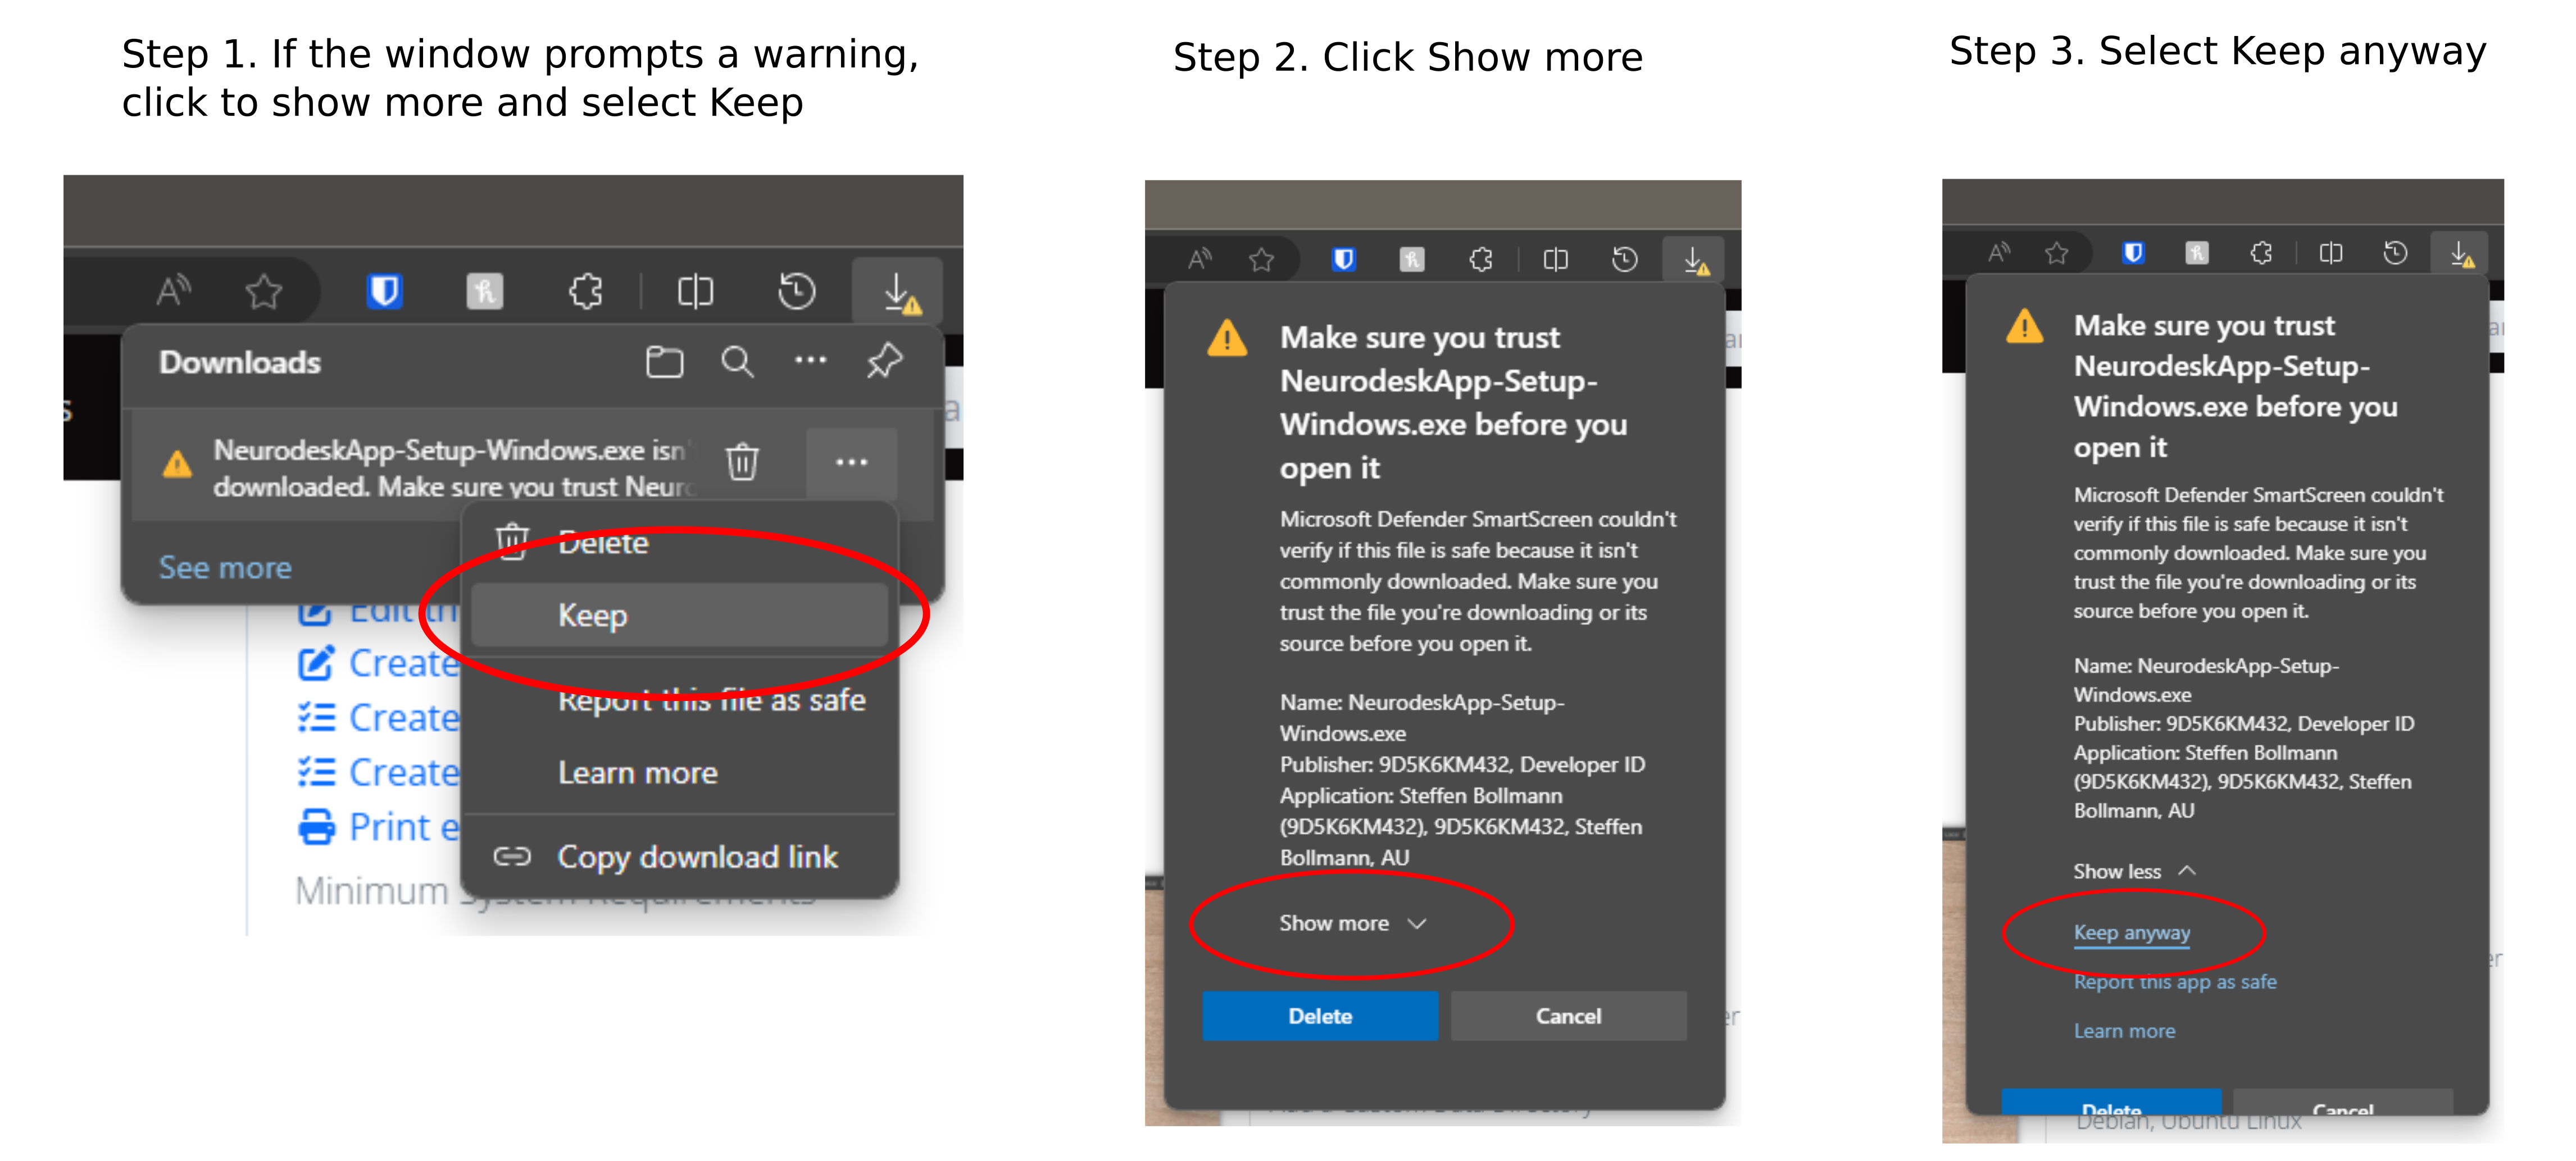 Step 1. If the window prompts a warning,
click to show more and select Keep
Downloads
NeurodeskApp-Setup-Windows.exe isn'
downloaded. Make sure you trust Neuro
See more
Delete
Keep
Report this file as safe
Learn more
Copy download link
Edit th
Create
Create
Create
Print e
Minimum System Requirements
Step 2. Click Show more
Make sure you trust
NeurodeskApp-Setup-
Windows.exe before you
open it
Microsoft Defender SmartScreen couldn't
verify if this file is safe because it isn't
commonly downloaded. Make sure you
trust the file you're downloading or its
source before you open it.
Name: NeurodeskApp-Setup-
Windows.exe
Publisher: 9D5K6KM432, Developer ID
Application: Steffen Bollmann
(9D5K6KM432), 9D5K6KM432, Steffen
Bollmann, AU
Show more
Delete
Cancel
Step 3. Select Keep anyway
Make sure you trust
NeurodeskApp-Setup-
Windows.exe before you
open it
Microsoft Defender SmartScreen couldn't
verify if this file is safe because it isn't
commonly downloaded. Make sure you
trust the file you're downloading or its
source before you open it.
Name: NeurodeskApp-Setup-
Windows.exe
Publisher: 9D5K6KM432, Developer ID
Application: Steffen Bollmann
(9D5K6KM432), 9D5K6KM432, Steffen
Bollmann, AU
Show less
Keep anyway
Report this app as safe
Learn more
Delete
Cancel
Debian, Ubuntu Linux